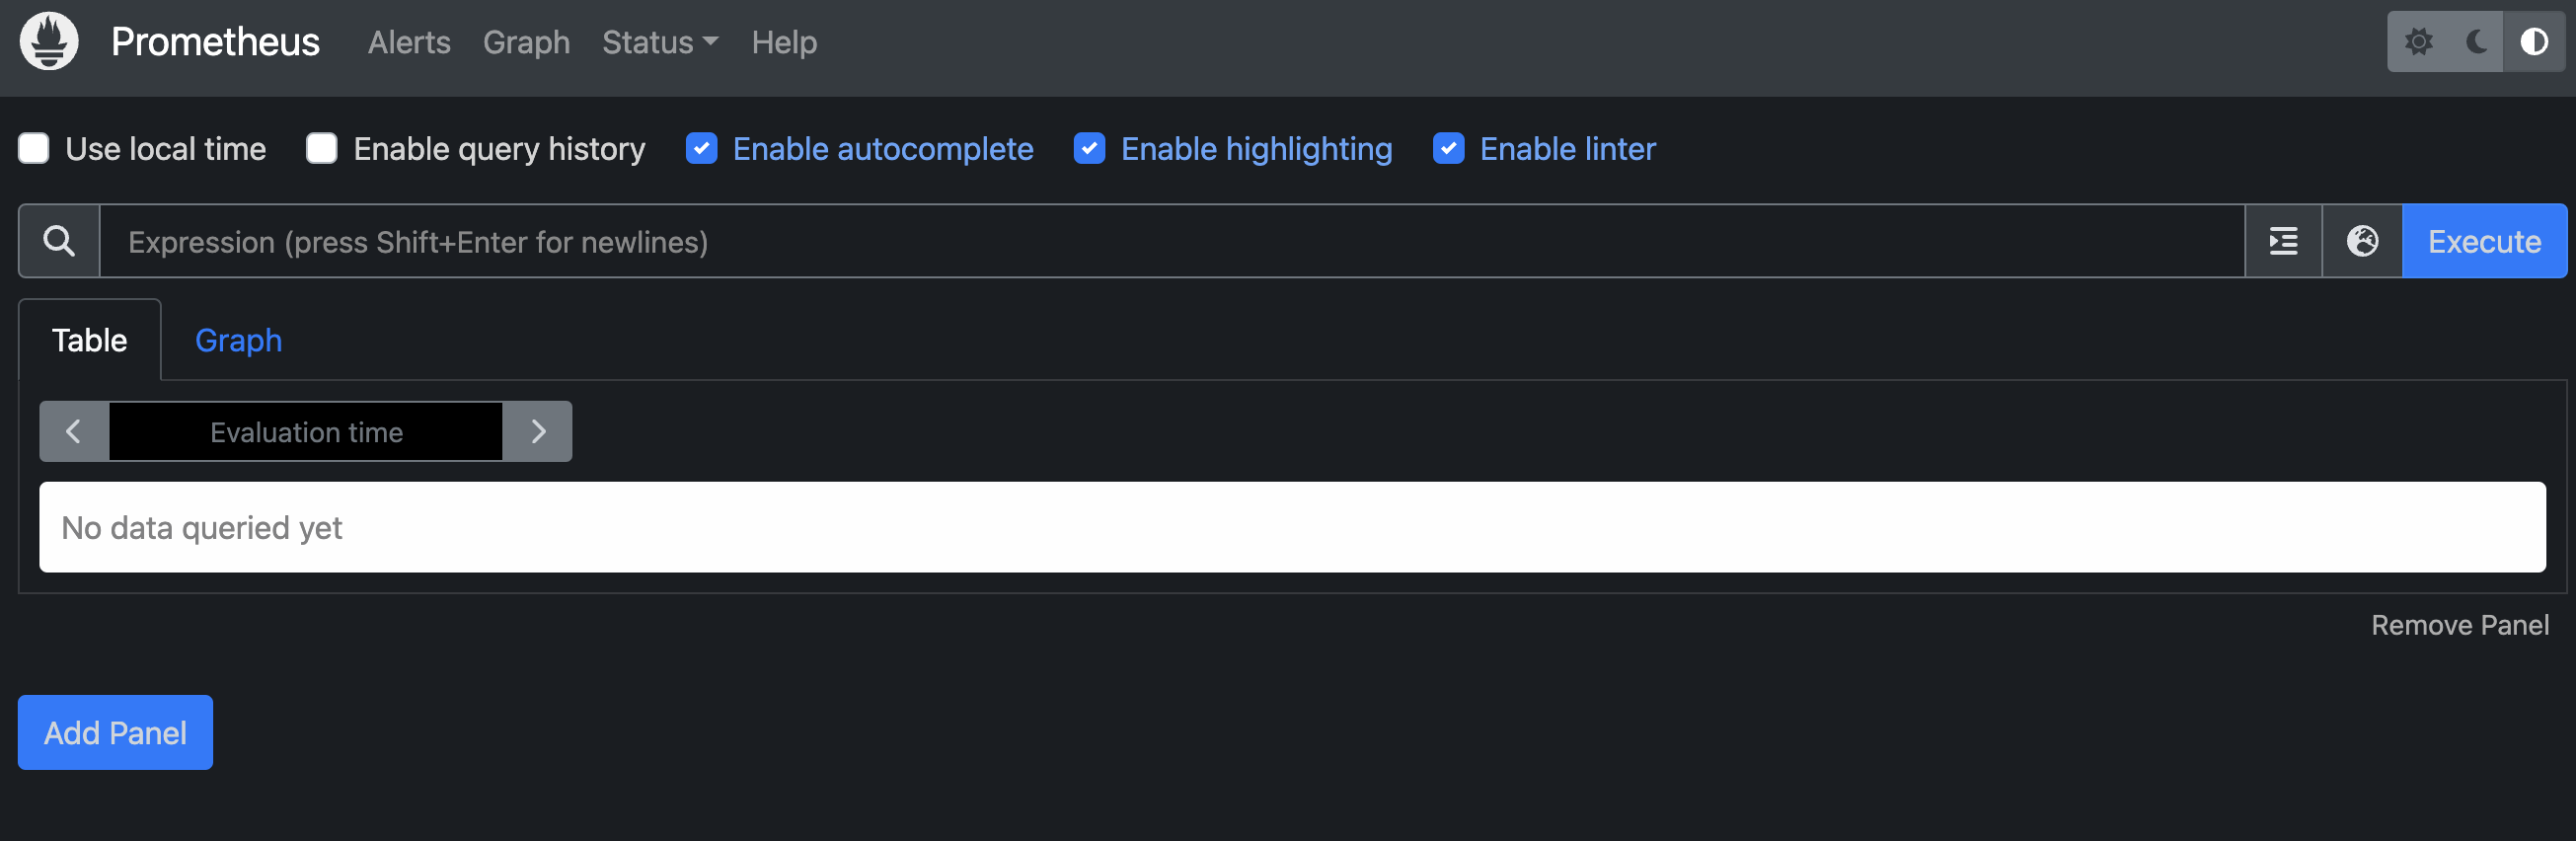 Prometheus Alerts Graph Status Help
Use local time Enable query history Enable autocomplete Enable highlighting Enable linter
Expression (press Shift+Enter for newlines) Execute
Table Graph
Evaluation time
No data queried yet
Remove Panel
Add Panel